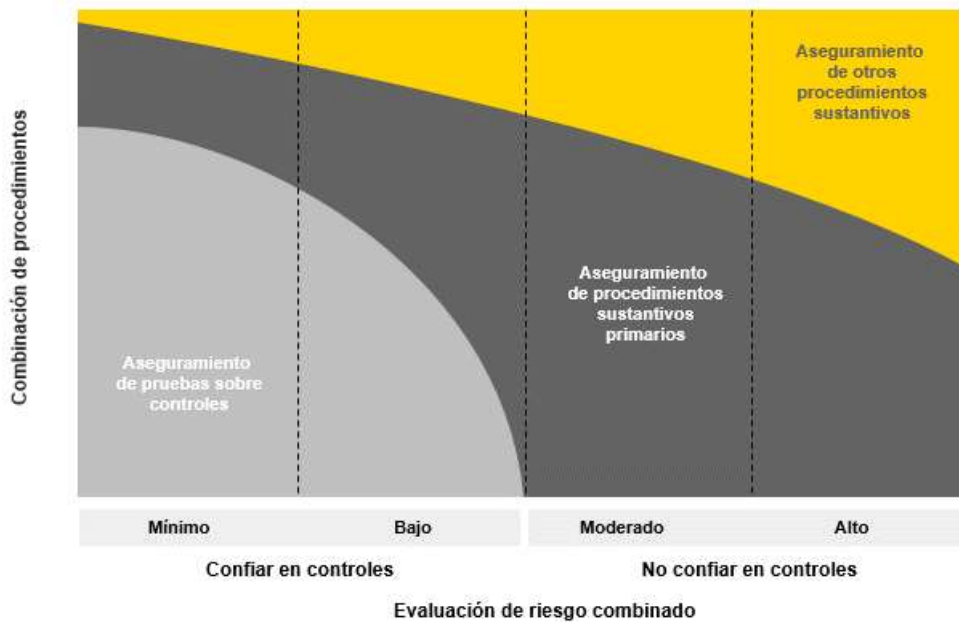 Aseguramiento
de otros
procedimientos
sustantivos
Combinación de procedimientos
Aseguramiento
de procedimientos
sustantivos
primarios
Aseguramiento
de pruebas sobre
controles
Mínimo
Bajo
Moderado
Alto
Confiar en controles
No confiar en controles
Evaluación de riesgo combinado